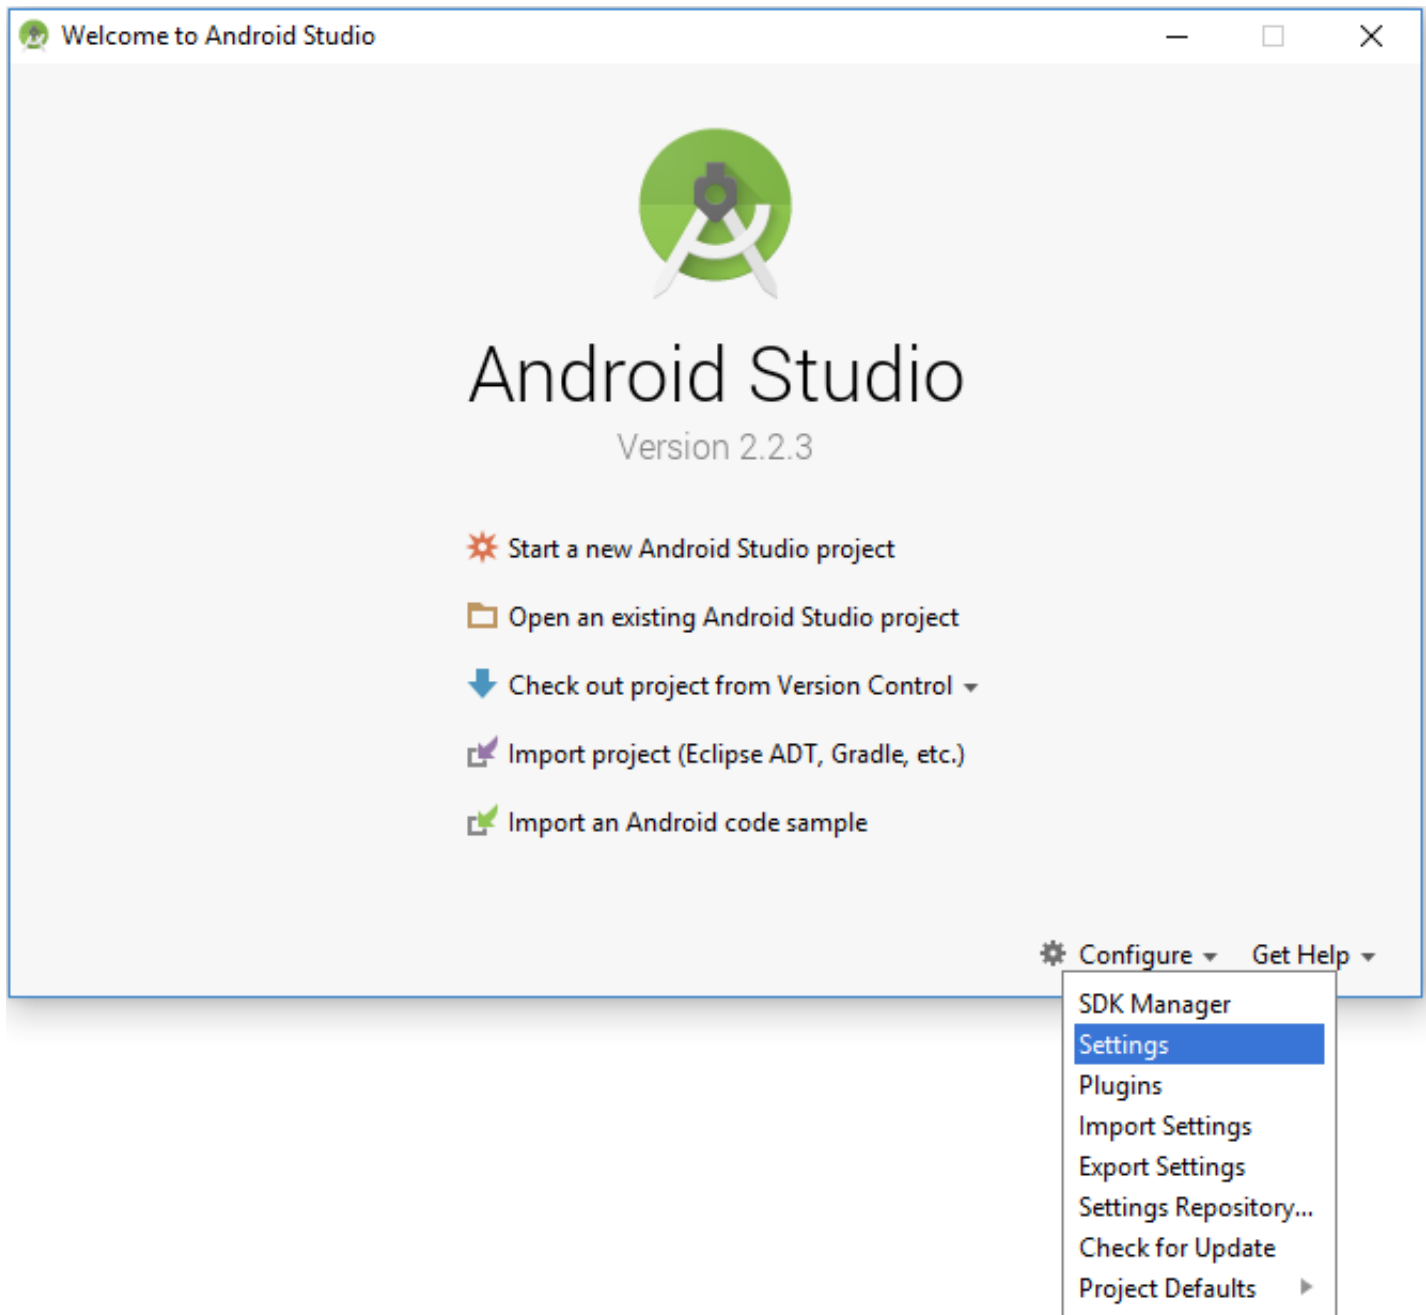 Welcome to Android Studio
Android Studio
Version 2.2.3
Start a new Android Studio project
Open an existing Android Studio project
Check out project from Version Control
Import project (Eclipse ADT, Gradle, etc.)
Import an Android code sample
Configure Get Help
SDK Manager
Settings
Plugins
Import Settings
Export Settings
Settings Repository...
Check for Update
Project Defaults